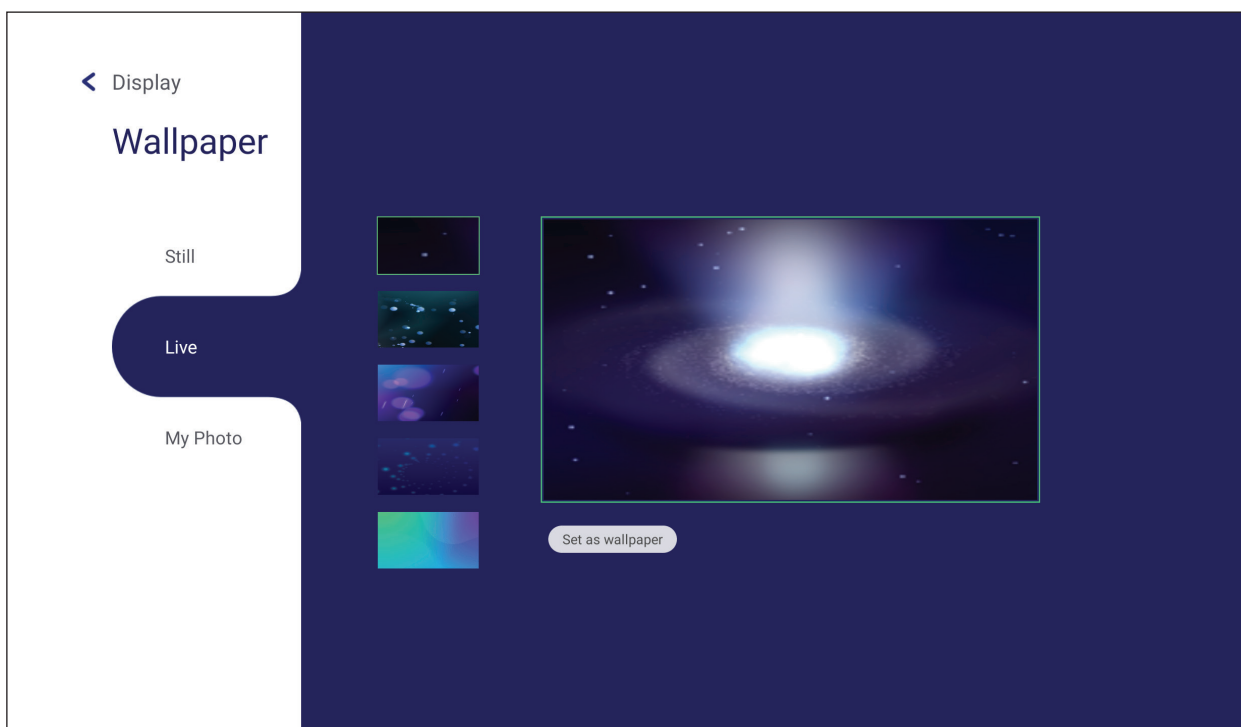 Display
Wallpaper
Still
Live
My Photo
Set as wallpaper